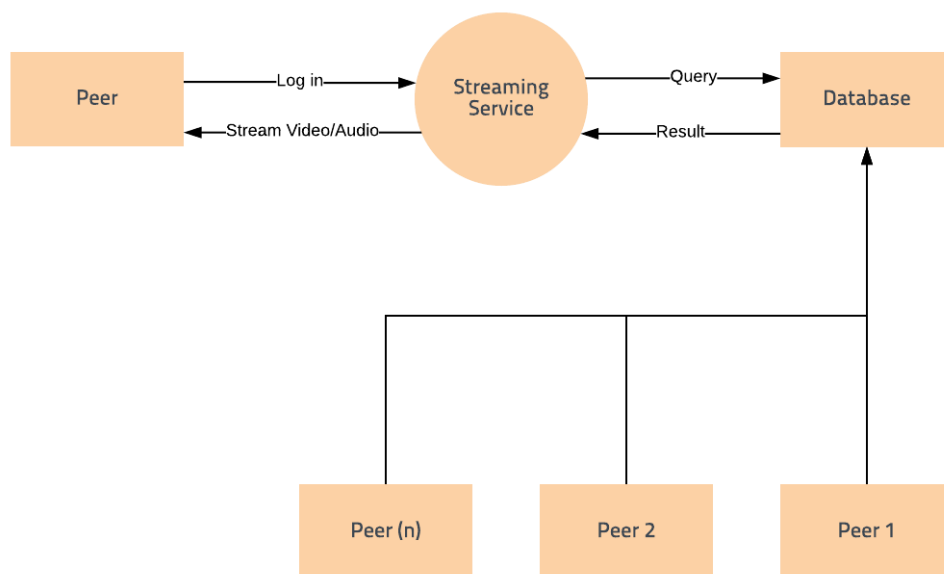 Peer
Log in
Streaming
Service
Query
Database
Stream Video/Audio
Result
Peer (n)
Peer 2
Peer 1